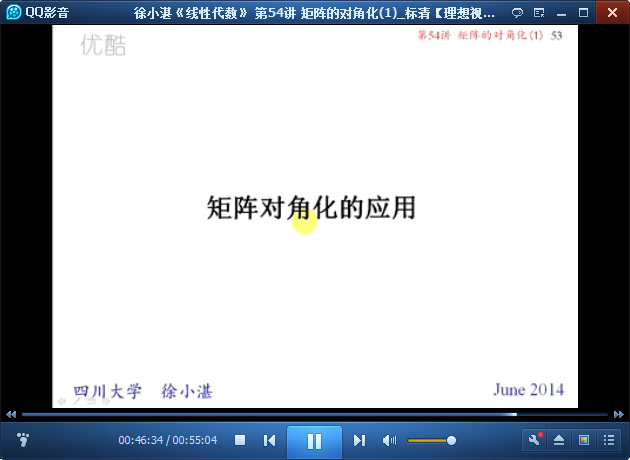 QQ影音
徐小湛《线性代数》 第54讲 矩阵的对角化(1)_标清【理想视...
优酷
第54讲 矩阵的对角化(1) 53
矩阵对角化的应用
四川大学 徐小湛
June 2014
00:46:34 / 00:55:04